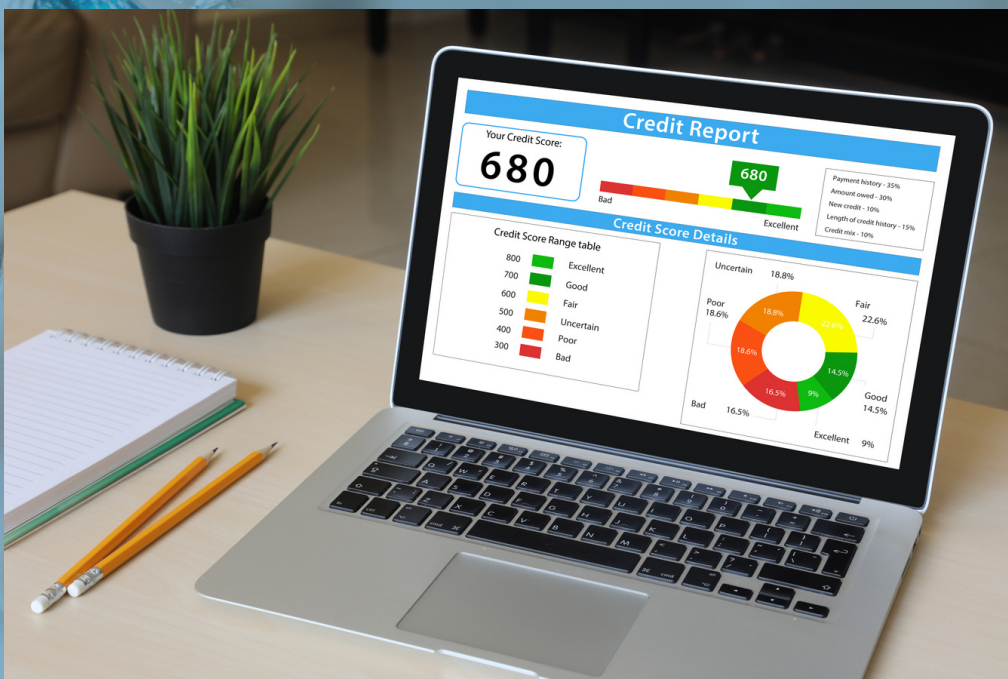 Credit Report
Your Credit Score:
680
680
Bad
Excellent
Payment history - 35%
Amount owed - 30%
New credit - 10%
Length of credit history - 15%
Credit mix - 10%
Credit Score Details
Credit Score Range table
800 Excellent
700 Good
600 Fair
500 Uncertain
400 Poor
300 Bad
Uncertain 18.8%
Fair
22.6%
Poor
18.6%
18.8%
22.6%
18.6%
14.5%
16.5%
9%
Good
14.5%
Bad 16.5%
Excellent 9%